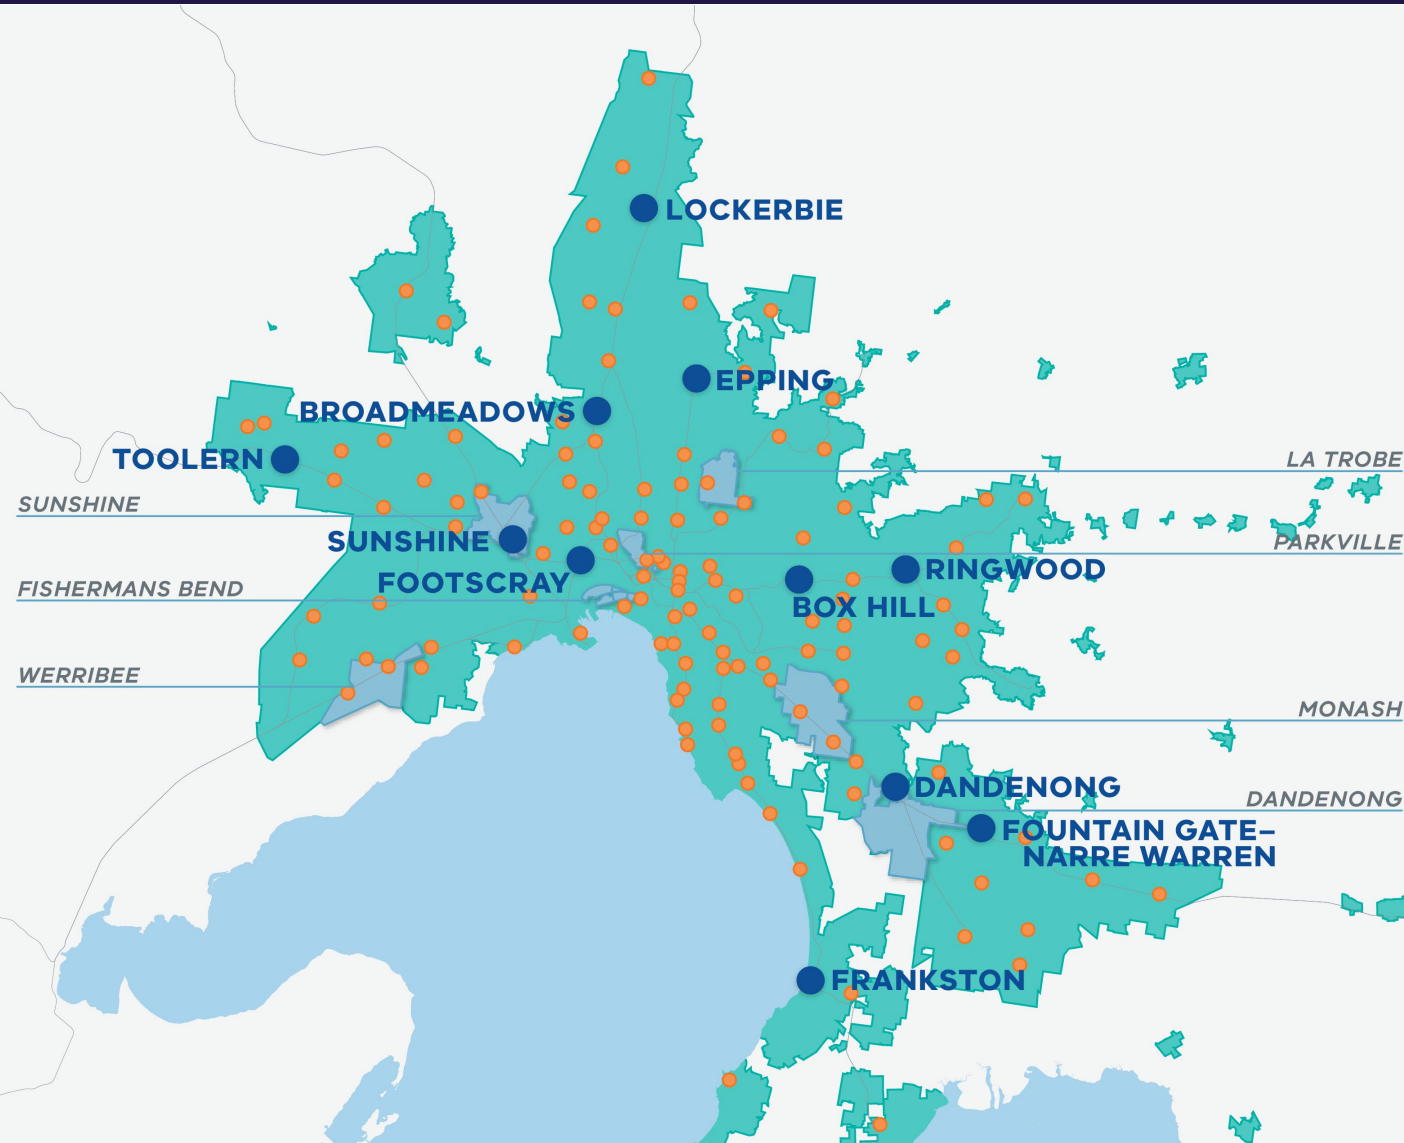 LOCKERBIE
EPPING
BROADMEADOWS
TOOLERN
LA TROBE
SUNSHINE
SUNSHINE
PARKVILLE
RINGWOOD
FOOTSCRAY
FISHERMANS BEND
BOX HILL
WERRIBEE
MONASH
DANDENONG
DANDENONG
FOUNTAIN GATE–
NARRE WARREN
FRANKSTON